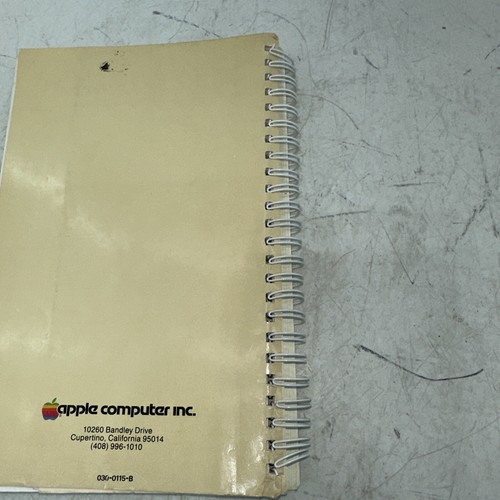 apple computer inc.
10260 Bandley Drive
Cupertino, California 95014
(408) 996-1010
030-0115-B